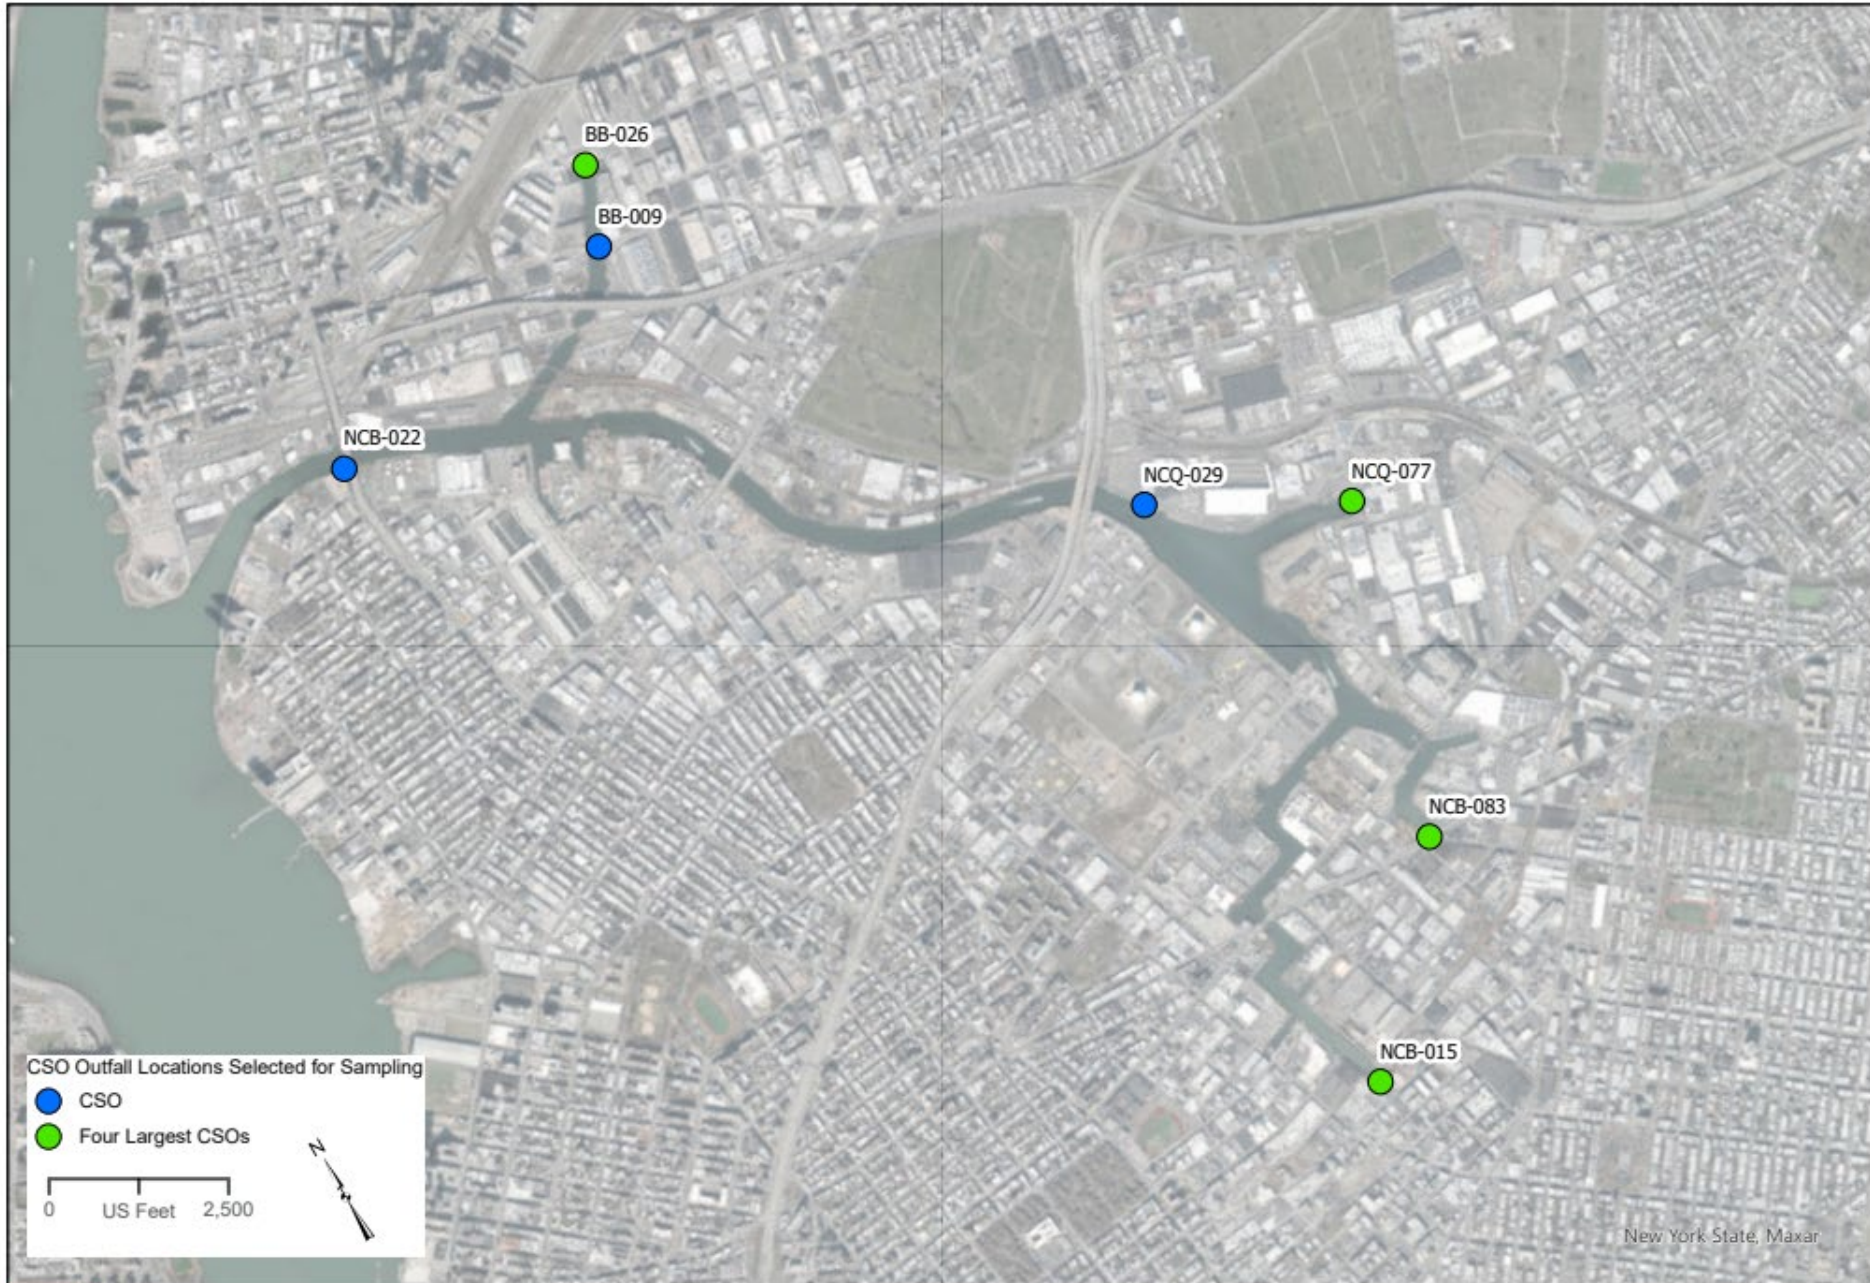 BB-026
BB-009
NCB-022
NCQ-029
NCQ-077
NCB-083
NCB-015
CSO Outfall Locations Selected for Sampling
CSO
Four Largest CSOs
N
0 US Feet 2,500
New York State, Maxar